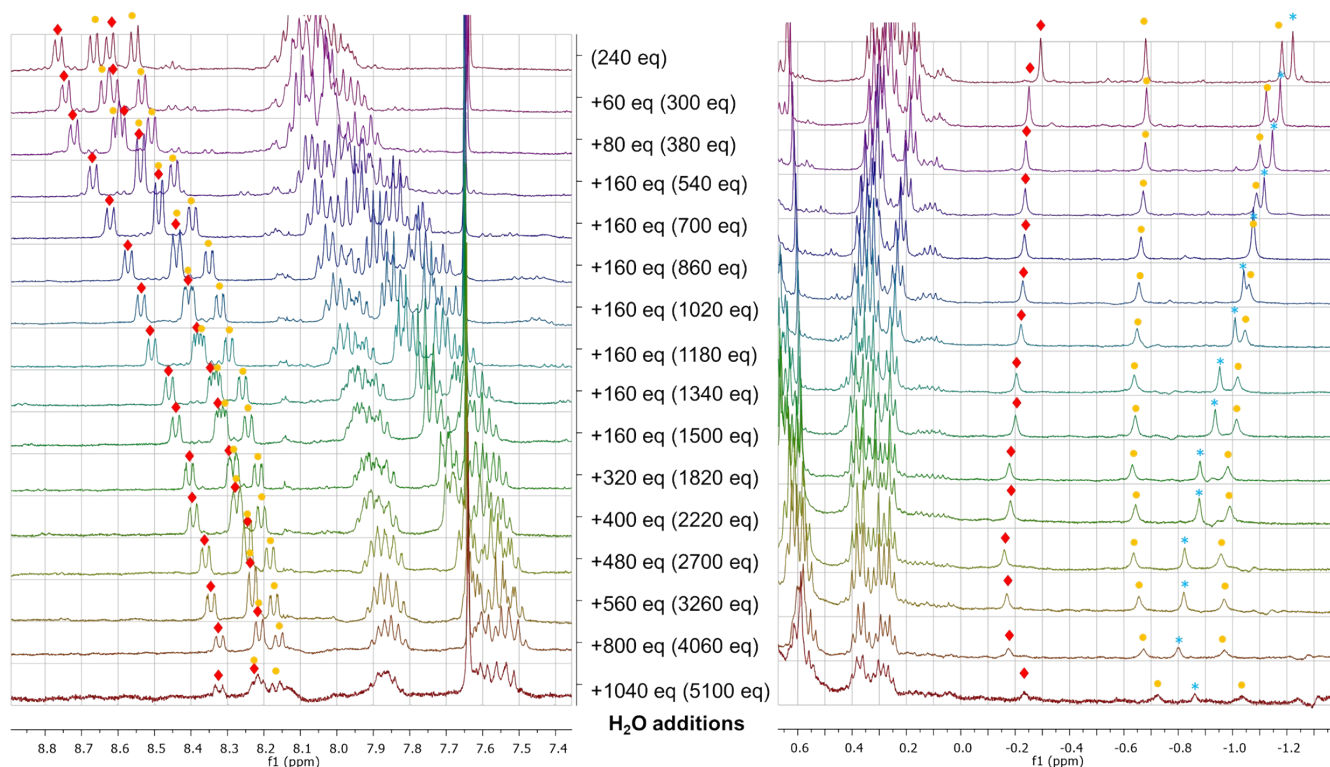 (240 eq)
+60 eq (300 eq)
+80 eq (380 eq)
+160 eq (540 eq)
+160 eq (700 eq)
+160 eq (860 eq)
+160 eq (1020 eq)
+160 eq (1180 eq)
+160 eq (1340 eq)
+160 eq (1500 eq)
+320 eq (1820 eq)
+400 eq (2220 eq)
+480 eq (2700 eq)
+560 eq (3260 eq)
+800 eq (4060 eq)
+1040 eq (5100 eq)
H₂O additions
8.8 8.7 8.6 8.5 8.4 8.3 8.2 8.1 8.0 7.9 7.8 7.7 7.6 7.5 7.4
f1 (ppm)
0.6 0.4 0.2 0.0 -0.2 -0.4 -0.6 -0.8 -1.0 -1.2
f1 (ppm)